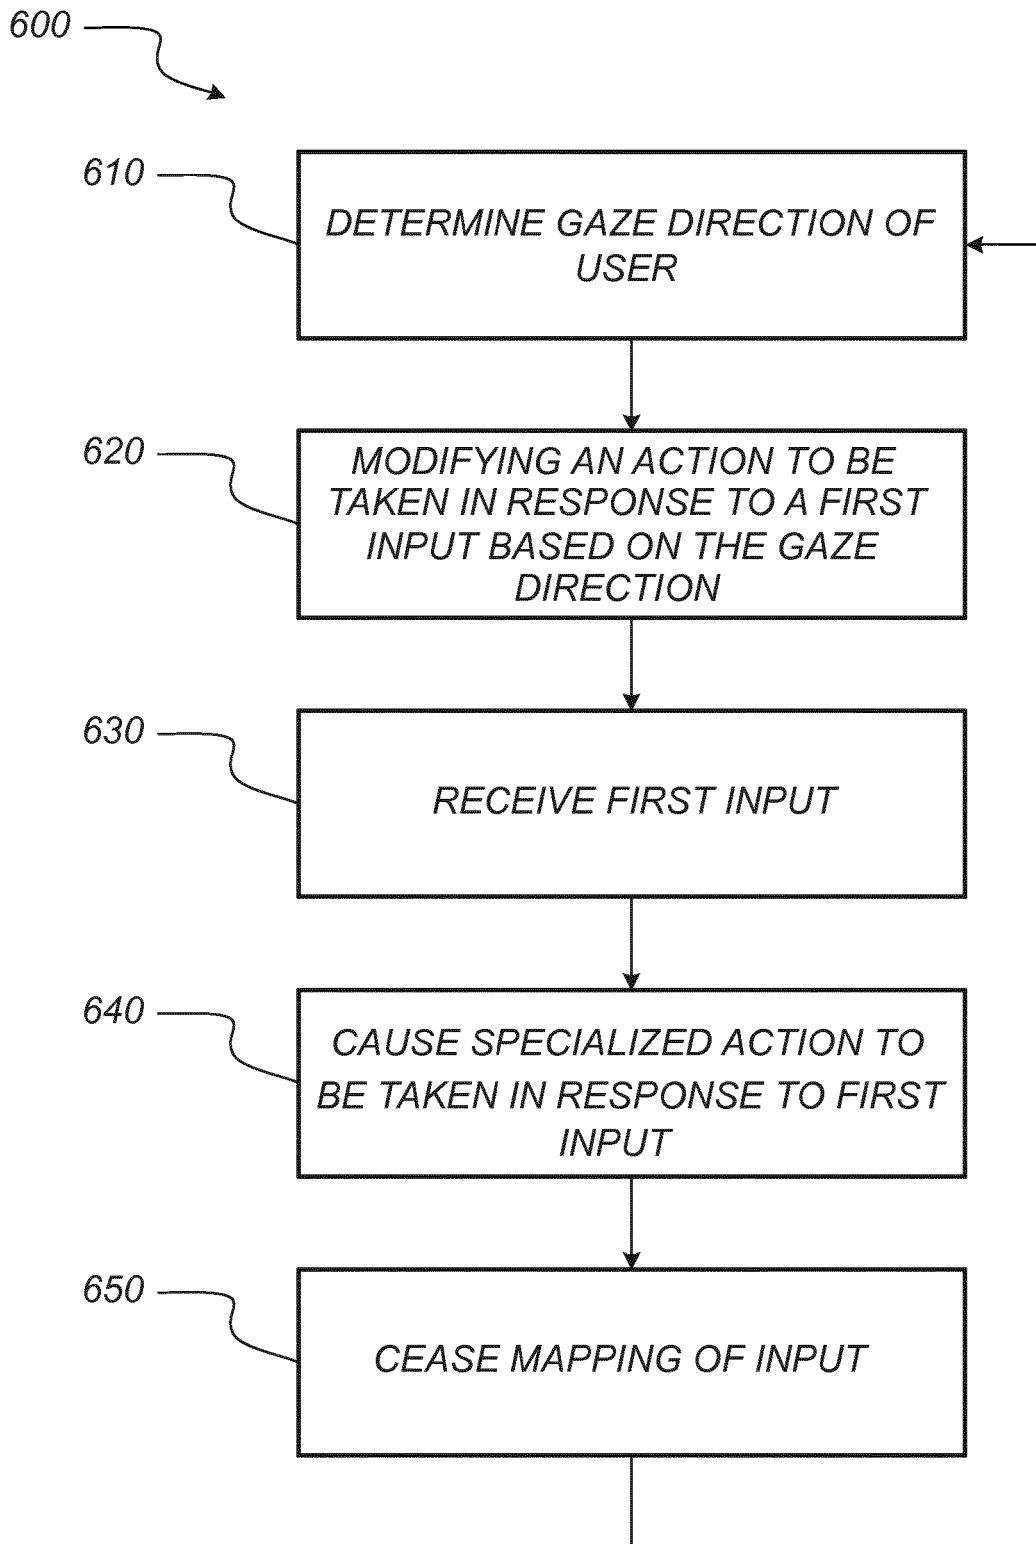 600
610
DETERMINE GAZE DIRECTION OF
USER
620
MODIFYING AN ACTION TO BE
TAKEN IN RESPONSE TO A FIRST
INPUT BASED ON THE GAZE
DIRECTION
630
RECEIVE FIRST INPUT
640
CAUSE SPECIALIZED ACTION TO
BE TAKEN IN RESPONSE TO FIRST
INPUT
650
CEASE MAPPING OF INPUT